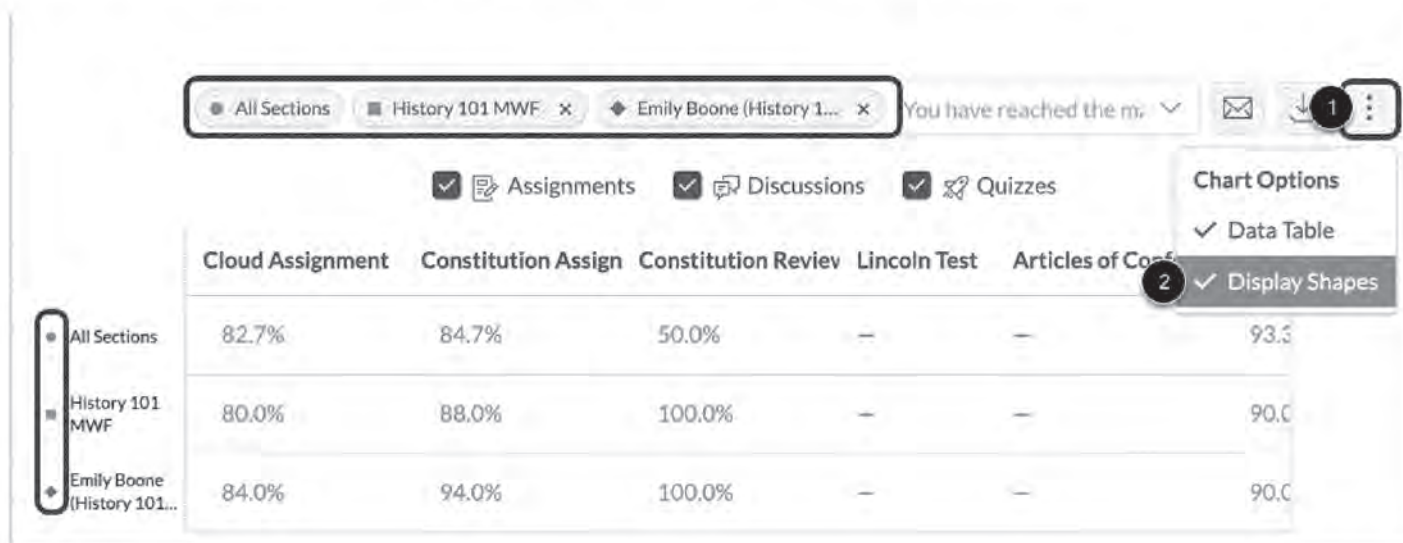 All Sections History 101 MWF × Emily Boone (History 1... × You have reached the m 1
Assignments Discussions Quizzes
Chart Options
Data Table
2 Display Shapes
Cloud Assignment Constitution Assign Constitution Review Lincoln Test Articles of Conf
All Sections 82.7% 84.7% 50.0% — — 93.3
History 101
MWF
80.0% 88.0% 100.0% — — 90.0
Emily Boone
(History 101...
84.0% 94.0% 100.0% — — 90.0